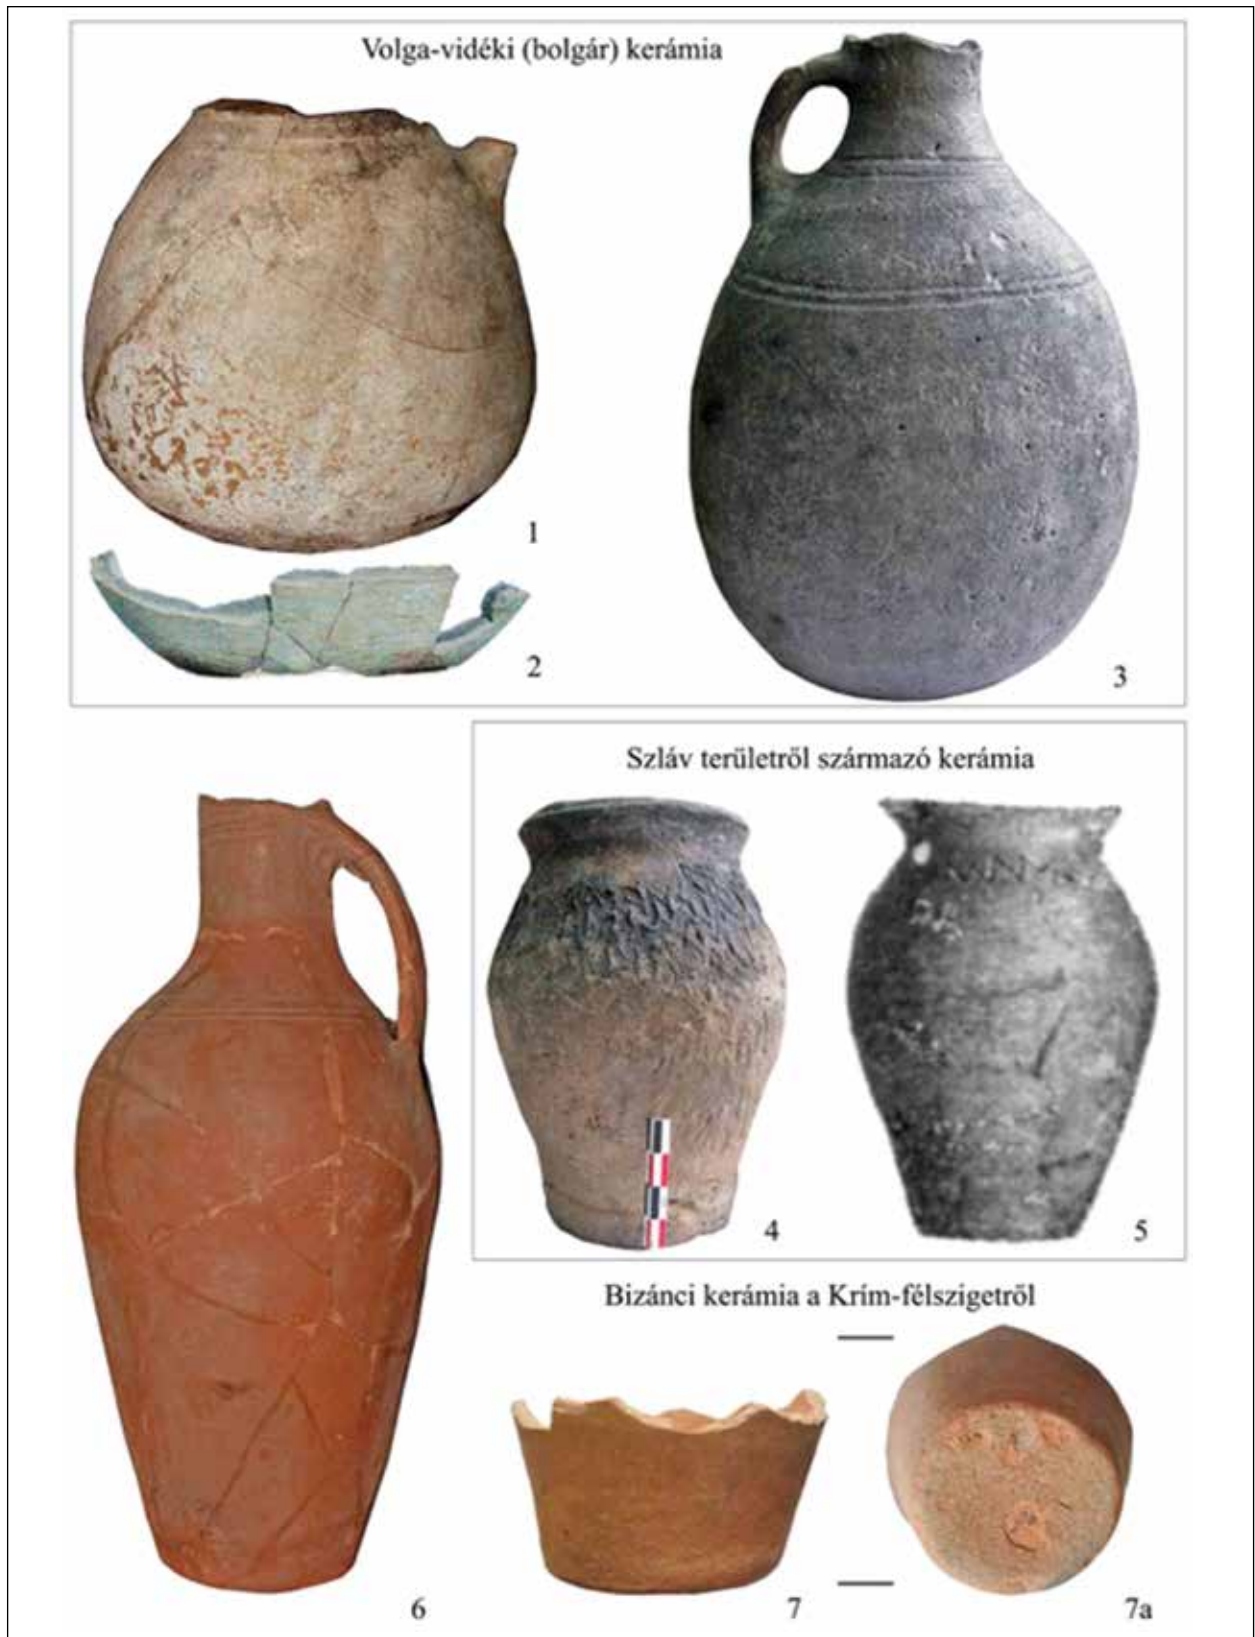 Volga-vidéki (bolgár) kerámia
1
2
3
Szláv területről származó kerámia
4
5
Bizánci kerámia a Krím-félszigetről
6
7
7a